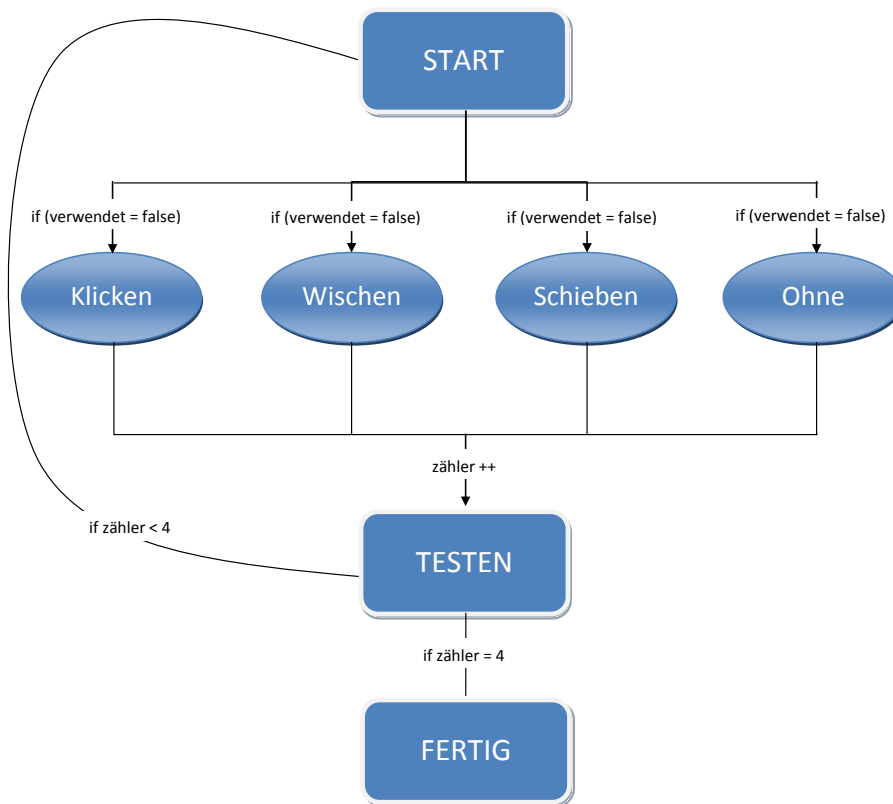 START
if (verwendet = false)
if (verwendet = false)
if (verwendet = false)
if (verwendet = false)
Klicken
Wischen
Schieben
Ohne
zähler ++
if zähler < 4
TESTEN
if zähler = 4
FERTIG